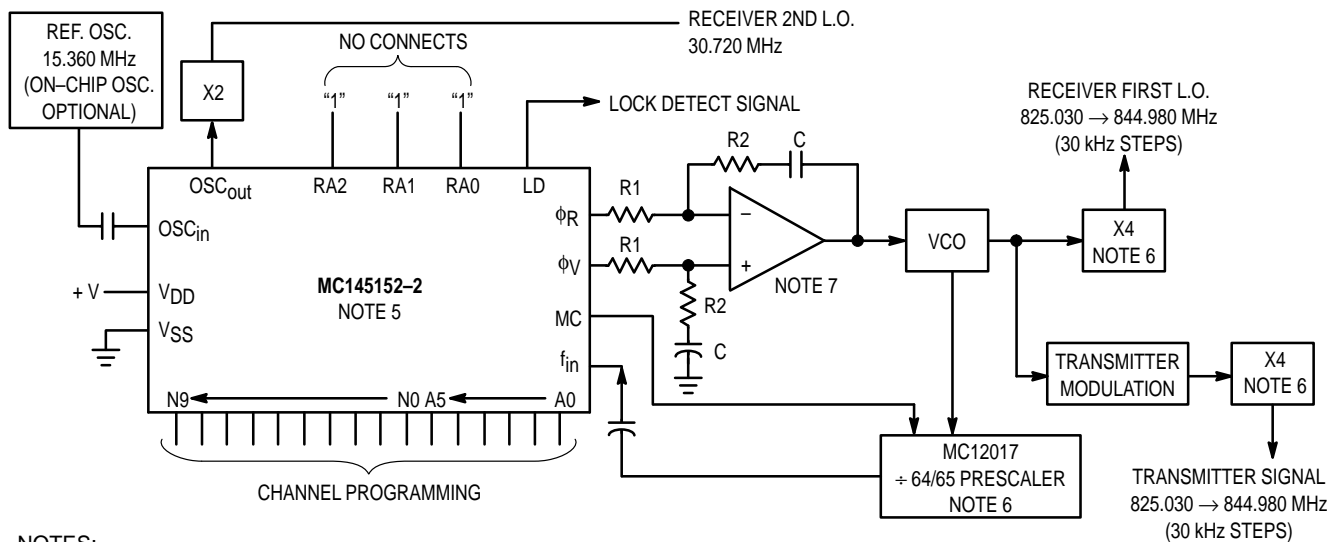 REF. OSC.
15.360 MHz
(ON–CHIP OSC.
OPTIONAL)
X2
RECEIVER 2ND L.O.
30.720 MHz
NO CONNECTS
“1” “1” “1”
LOCK DETECT SIGNAL
RECEIVER FIRST L.O.
825.030 → 844.980 MHz
(30 kHz STEPS)
OSCout RA2 RA1 RA0 LD
OSCin
+ V VDD
VSS
MC145152–2
NOTE 5
ϕR
ϕV
MC
fin
R1
R1
R2 C
R2
C
–
+
NOTE 7
VCO
X4
NOTE 6
TRANSMITTER
MODULATION
X4
NOTE 6
N9 N0 A5 A0
CHANNEL PROGRAMMING
MC12017
÷ 64/65 PRESCALER
NOTE 6
TRANSMITTER SIGNAL
825.030 → 844.980 MHz
(30 kHz STEPS)
NOTES: